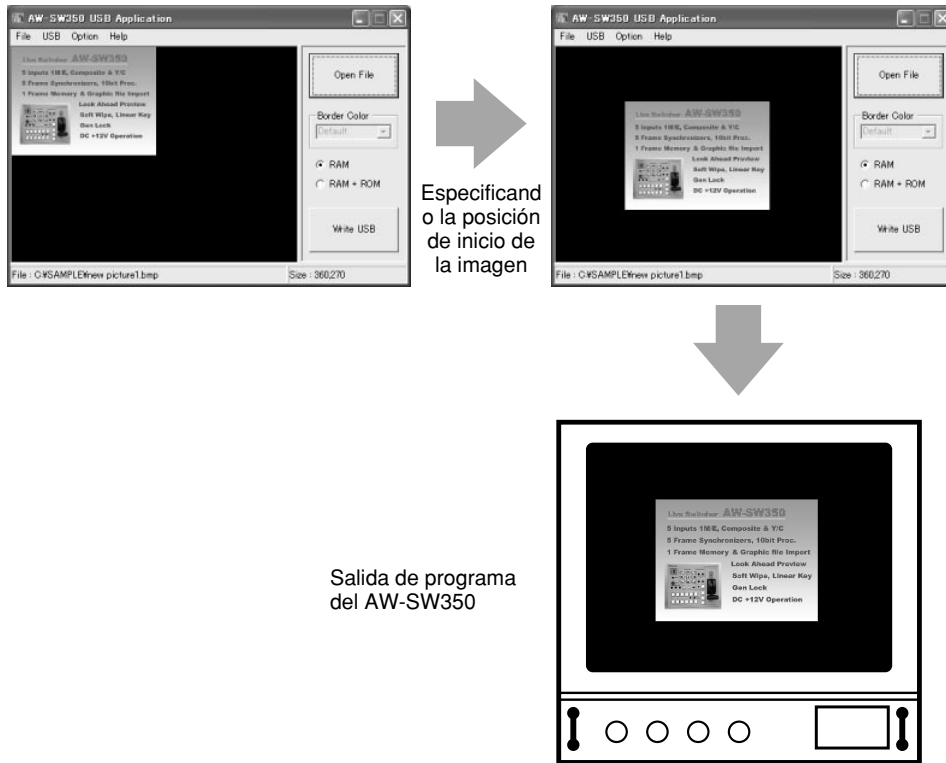 AW-SW350 USB Application
File USB Option Help
Live Switcher AW-SW350
5 Inputs 1M/E, Composite & Y/C
5 Frame Synchronizers, 10bit Proc.
1 Frame Memory & Graphic file Import
Look Ahead Preview
Soft Wipe, Linear Key
Gen Lock
DC +12V Operation
Open File
Border Color
Default
RAM
RAM + ROM
Write USB
File : C:¥SAMPLE¥new picture1.bmp
Size : 360,270
Especificand
o la posición
de inicio de
la imagen
AW-SW350 USB Application
File USB Option Help
Live Switcher AW-SW350
5 Inputs 1M/E, Composite & Y/C
5 Frame Synchronizers, 10bit Proc.
1 Frame Memory & Graphic file Import
Look Ahead Preview
Soft Wipe, Linear Key
Gen Lock
DC +12V Operation
Open File
Border Color
Default
RAM
RAM + ROM
Write USB
File : C:¥SAMPLE¥new picture1.bmp
Size : 360,270
Salida de programa
del AW-SW350
Live Switcher AW-SW350
5 Inputs 1M/E, Composite & Y/C
5 Frame Synchronizers, 10bit Proc.
1 Frame Memory & Graphic file Import
Look Ahead Preview
Soft Wipe, Linear Key
Gen Lock
DC +12V Operation